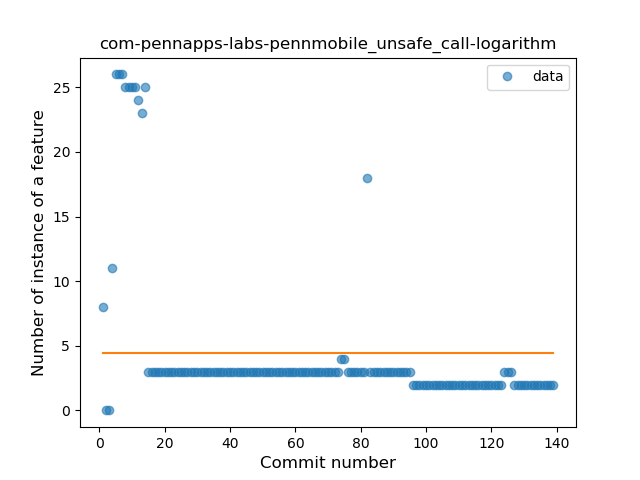 com-pennapps-labs-pennmobile_unsafe_call-logarithm
data
Number of instance of a feature
25
20
15
10
5
0
0 20 40 60 80 100 120 140
Commit number